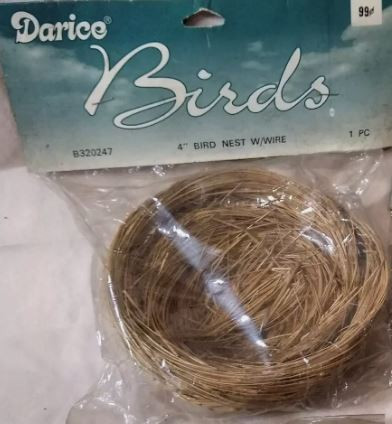 99¢
Darice®
Birds
B320247
4" BIRD NEST W/WIRE
1 PC